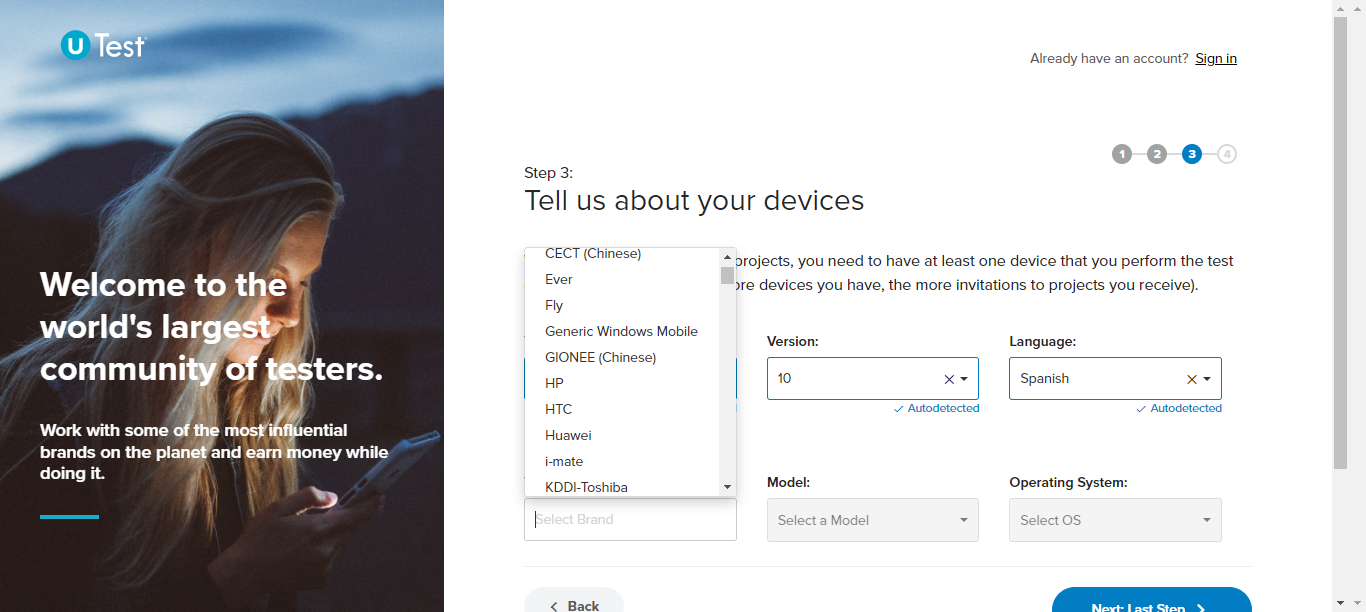 U Test
Already have an account? Sign in
1 2 3 4
Step 3:
Tell us about your devices
Welcome to the
world's largest
community of testers.
Work with some of the most influential
brands on the planet and earn money while
doing it.
projects, you need to have at least one device that you perform the test
ore devices you have, the more invitations to projects you receive).
CECT (Chinese)
Ever
Fly
Generic Windows Mobile
GIONEE (Chinese)
HP
HTC
Huawei
i-mate
KDDI-Toshiba
Select Brand
Version:
10
Autodetected
Language:
Spanish
Autodetected
Model:
Select a Model
Operating System:
Select OS
Back
Next: Last Step